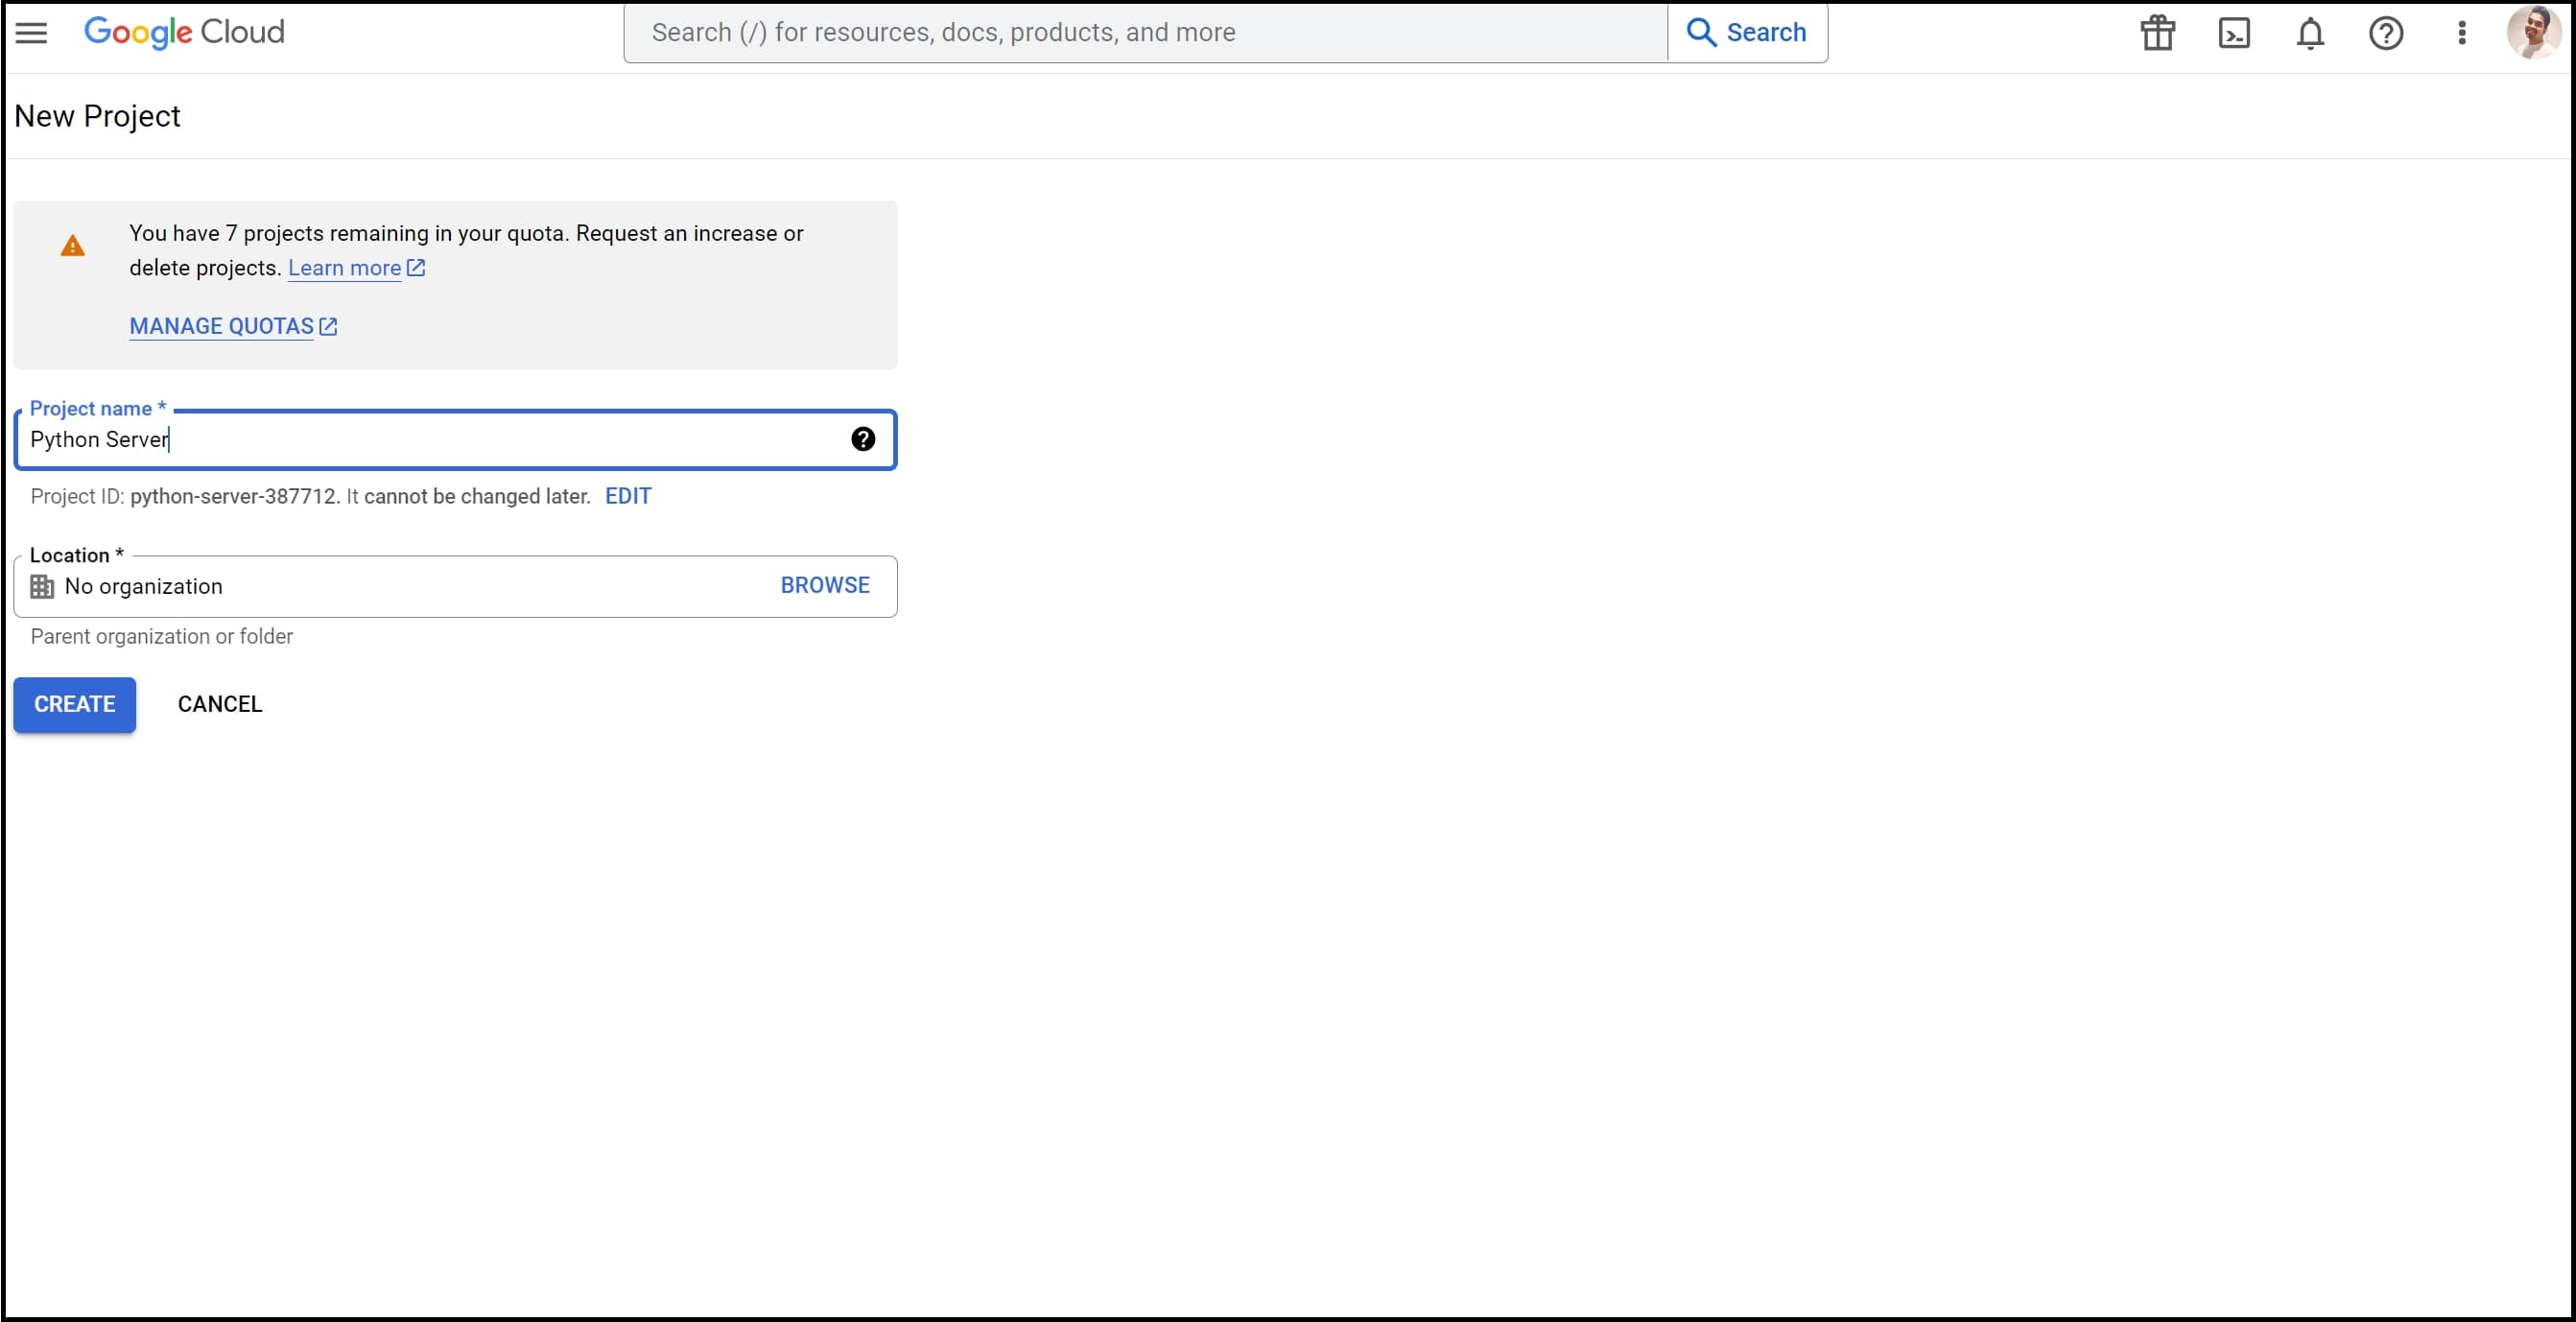 Google Cloud
Search (/) for resources, docs, products, and more
Search
New Project
You have 7 projects remaining in your quota. Request an increase or
delete projects. Learn more
MANAGE QUOTAS
Project name *
Python Server
Project ID: python-server-387712. It cannot be changed later. EDIT
Location *
No organization
BROWSE
Parent organization or folder
CREATE
CANCEL